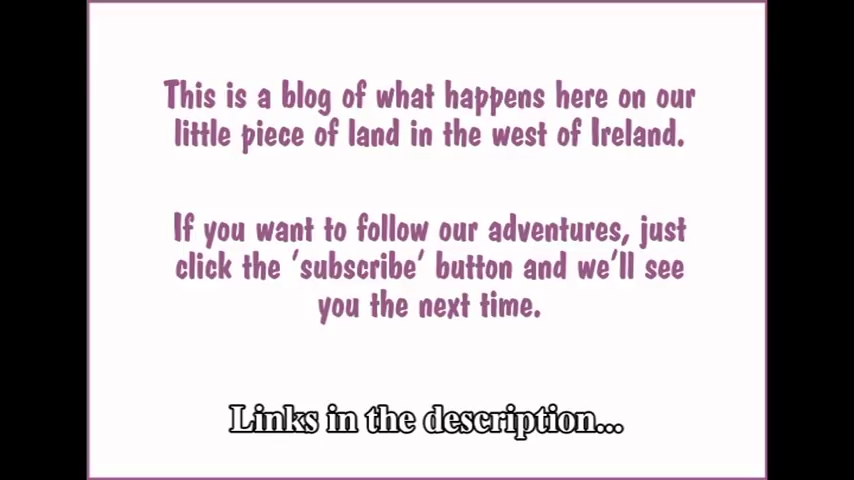 This is a blog of what happens here on our
little piece of land in the west of Ireland.
If you want to follow our adventures, just
click the ‘subscribe’ button and we’ll see
you the next time.
Links in the description...